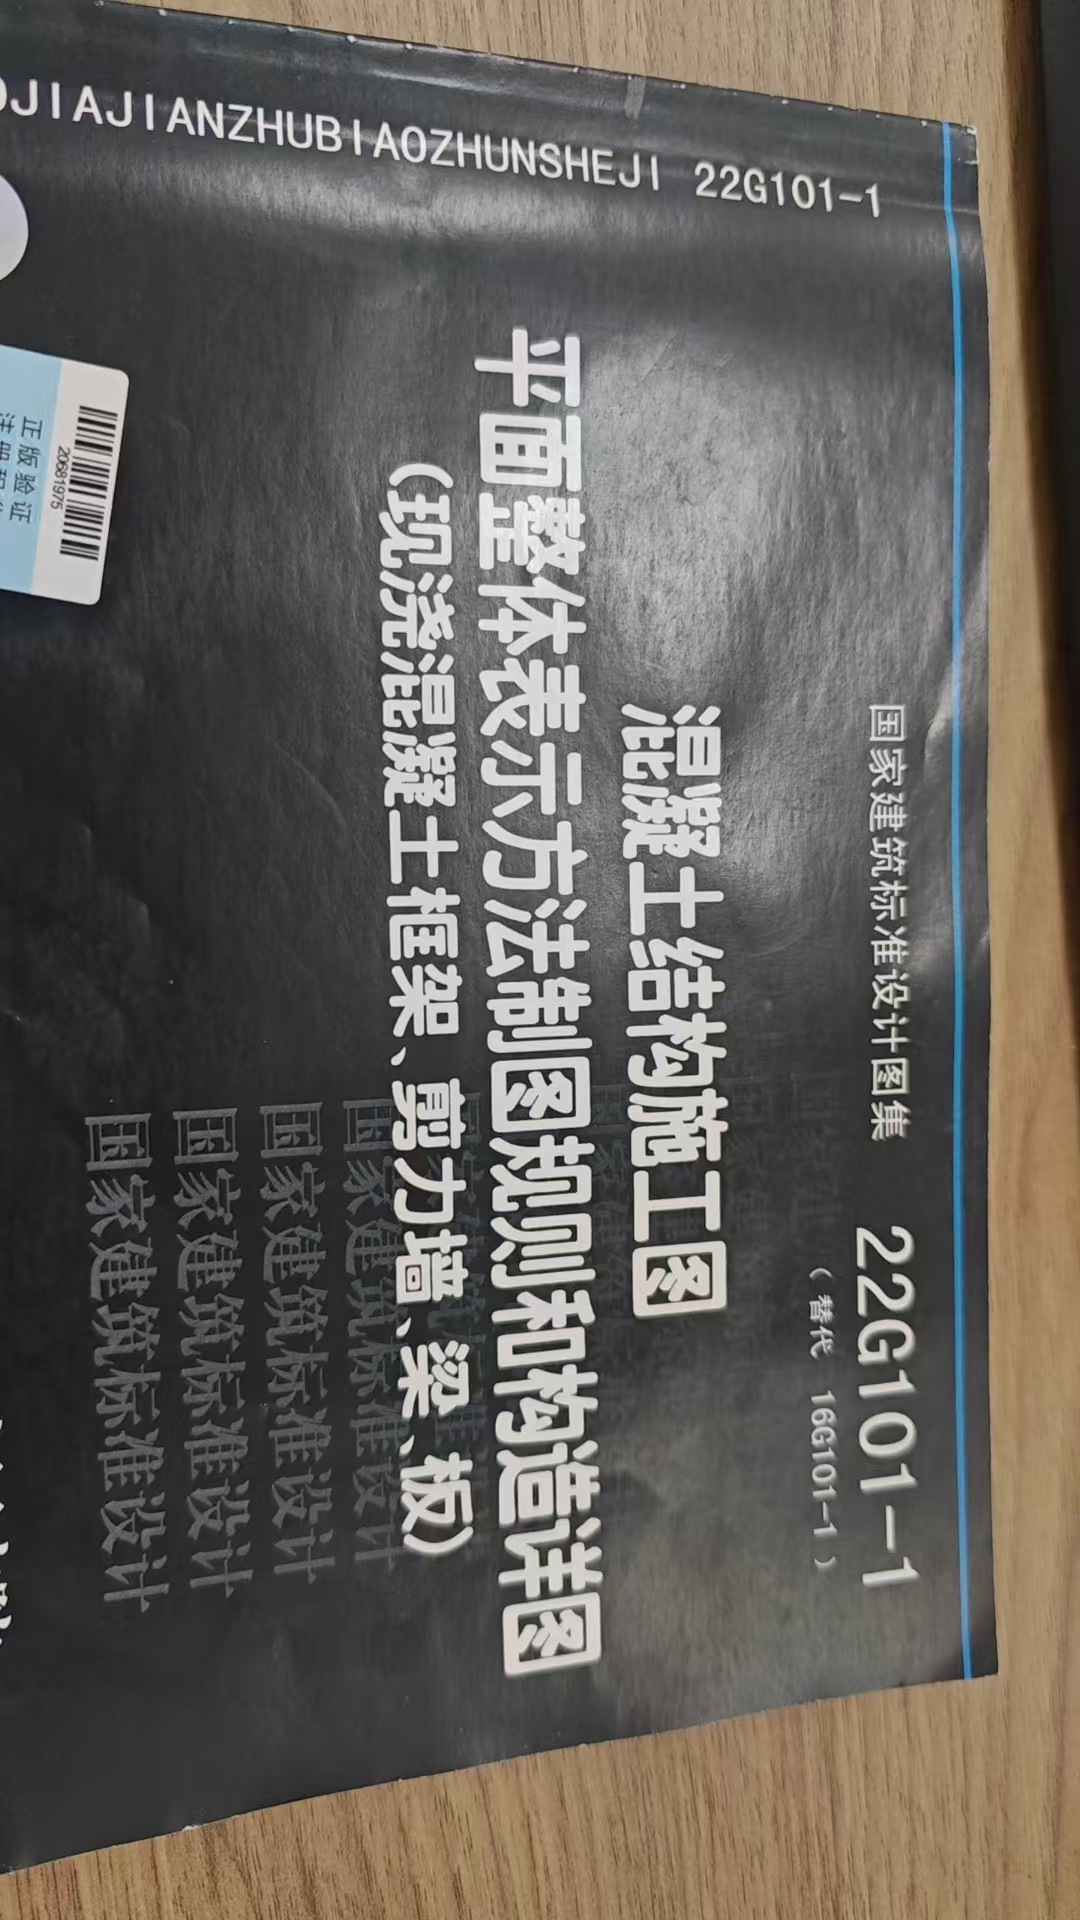 国家建筑标准设计图集 22G101-1
(替代 16G101-1)
混凝土结构施工图
平面整体表示方法制图规则和构造详图
(现浇混凝土框架、剪力墙、梁、板)
国家建筑标准设计
国家建筑标准设计
国家建筑标准设计
国家建筑标准设计
JIAJIANZHUBIAOZHUNSHEJI 22G101-1
20681975
正版验证